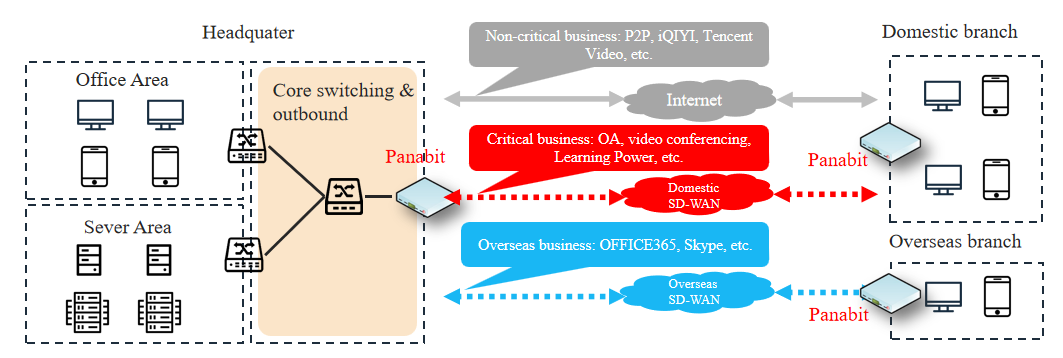 Headquater
Office Area
Sever Area
Core switching &
outbound
Panabit
Non-critical business: P2P, iQIYI, Tencent
Video, etc.
Internet
Critical business: OA, video conferencing,
Learning Power, etc.
Domestic
SD-WAN
Overseas business: OFFICE365, Skype, etc.
Overseas
SD-WAN
Domestic branch
Panabit
Overseas branch
Panabit